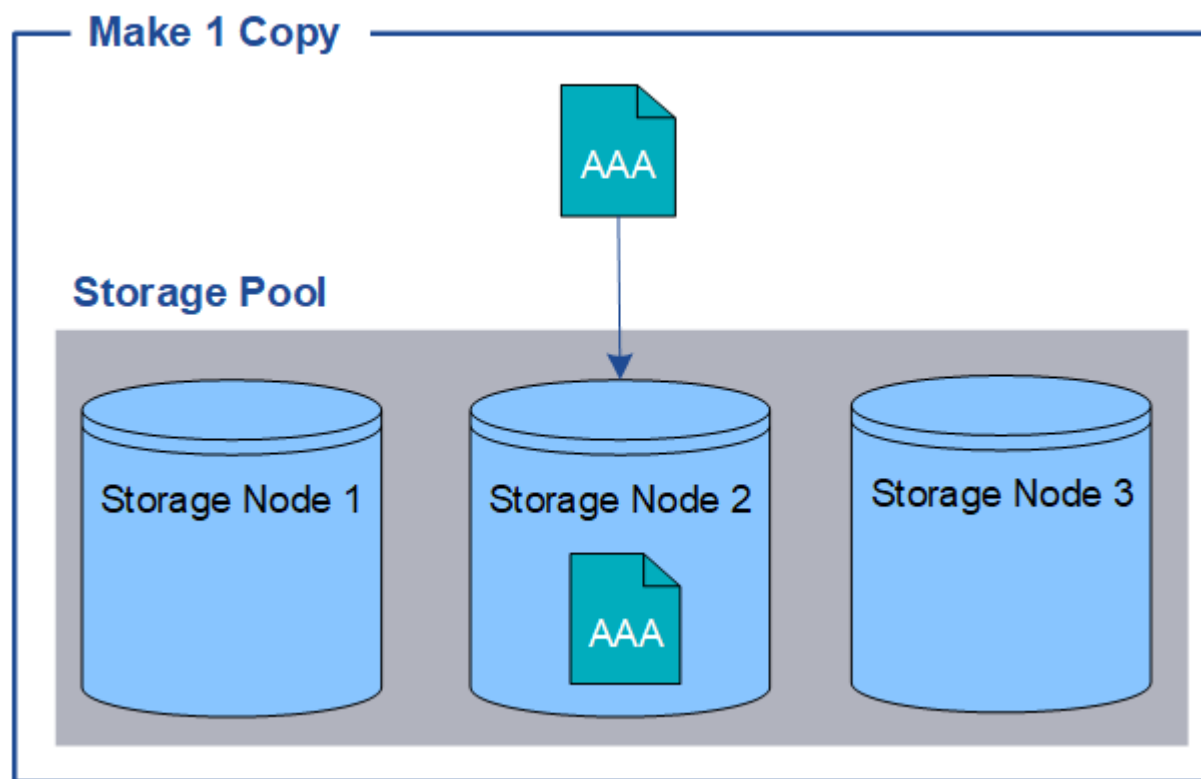 Make 1 Copy
AAA
Storage Pool
Storage Node 1
Storage Node 2
Storage Node 3
AAA